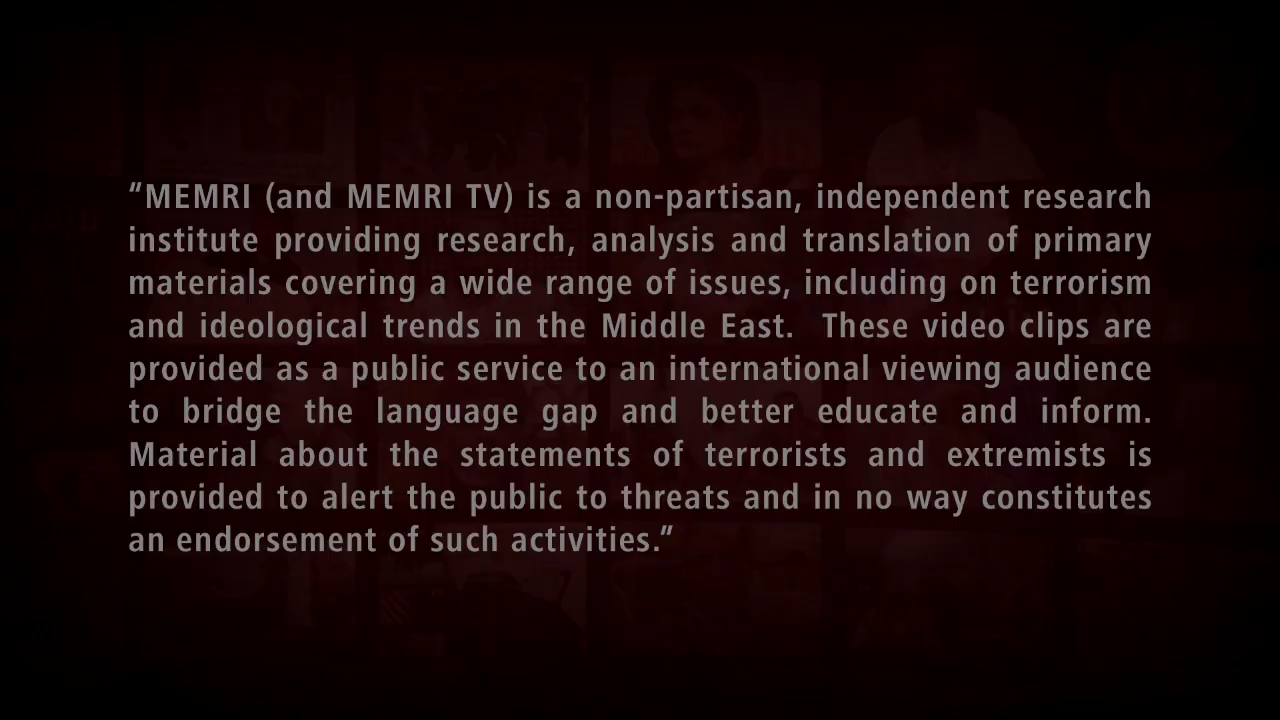 “MEMRI (and MEMRI TV) is a non-partisan, independent research
institute providing research, analysis and translation of primary
materials covering a wide range of issues, including on terrorism
and ideological trends in the Middle East.  These video clips are
provided as a public service to an international viewing audience
to bridge the language gap and better educate and inform.
Material about the statements of terrorists and extremists is
provided to alert the public to threats and in no way constitutes
an endorsement of such activities.”